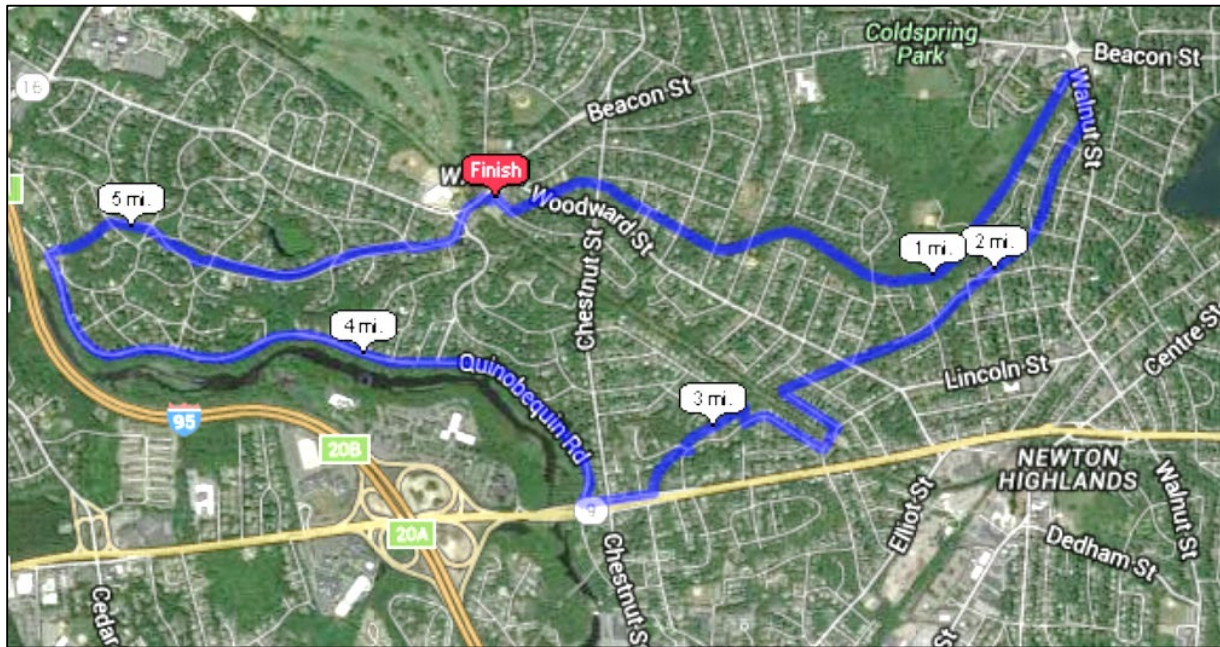 Coldspring
Park
Beacon St
16
Walnut St
Beacon St
Finish
W
Woodward St
5 mi.
1 mi.
2 mi.
Chestnut St
Centre St
4 mi.
Quinobequin Rd
Lincoln St
3 mi.
95
20B
NEWTON
HIGHLANDS
9
Elliot St
Walnut St
20A
Dedham St
Chestnut S
Cedar
St